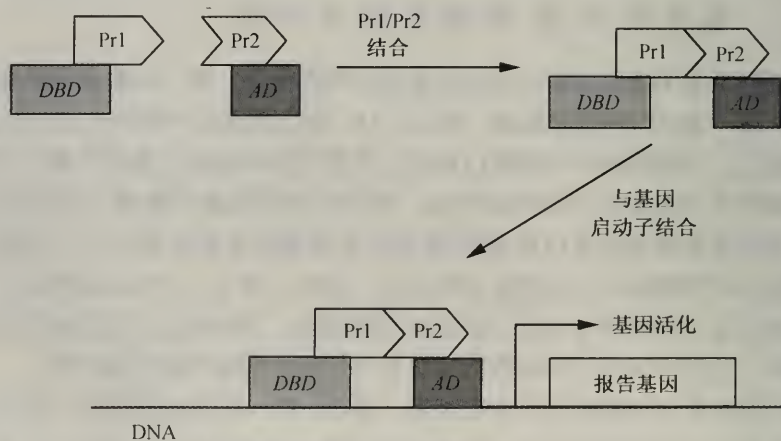 Pr1
Pr2
DBD
AD
Pr1/Pr2
结合
Pr1
Pr2
DBD
AD
与基因
启动子结合
Pr1
Pr2
DBD
AD
基因活化
报告基因
DNA